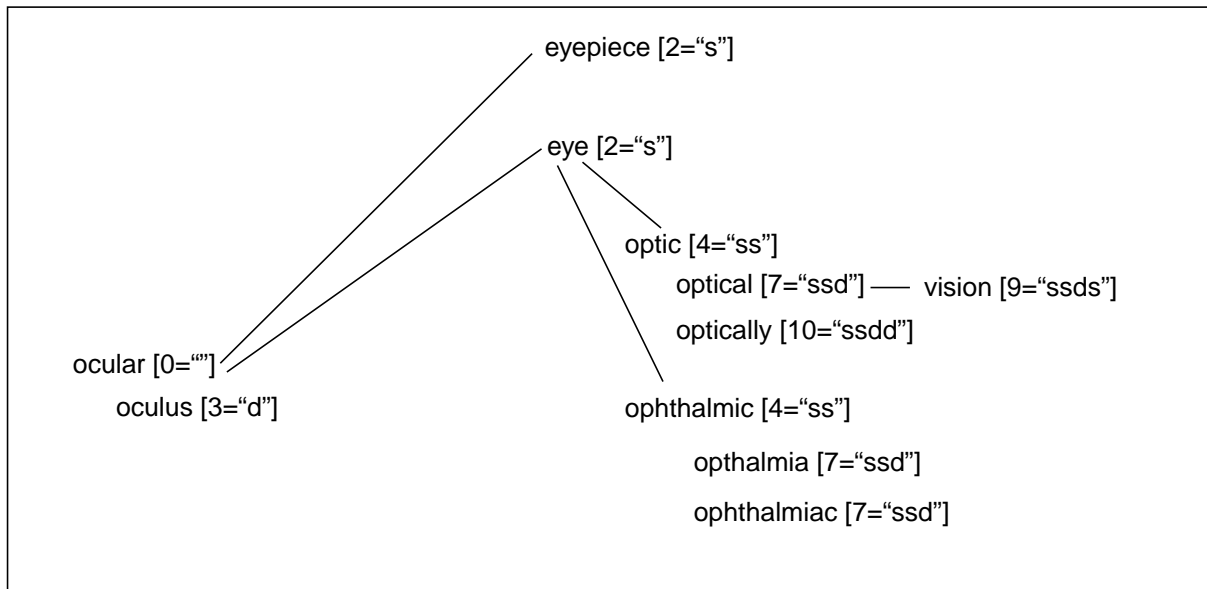 eyepiece [2=“s”]
eye [2=“s”]
optic [4=“ss”]
optical [7=“ssd”] vision [9=“ssds”]
optically [10=“ssdd”]
ocular [0=“”]
oculus [3=“d”]
ophthalmic [4=“ss”]
opthalmia [7=“ssd”]
ophthalmiac [7=“ssd”]